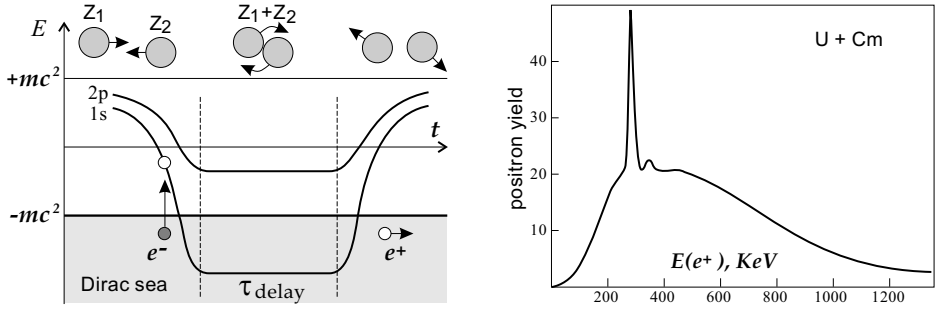 E
Z1
Z2
Z1+Z2
+mc²
2p
1s
t
-mc²
e-
e+
Dirac sea
τ delay
U + Cm
positron yield
40
30
20
10
E(e+), KeV
200 400 600 800 1000 1200